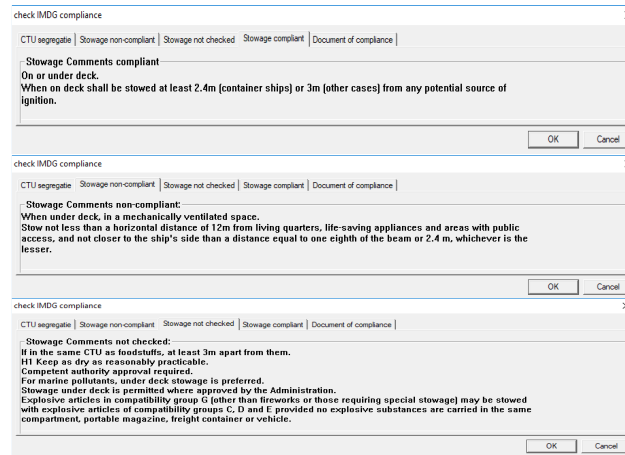 check IMDG compliance
CTU segregatie Stowage non-compliant Stowage not checked Stowage compliant Document of compliance
Stowage Comments compliant
On or under deck.
When on deck shall be stowed at least 2.4m (container ships) or 3m (other cases) from any potential source of
ignition.
OK Cancel
check IMDG compliance
CTU segregatie Stowage non-compliant Stowage not checked Stowage compliant Document of compliance
Stowage Comments non-compliant:
When under deck, in a mechanically ventilated space.
Stow not less than a horizontal distance of 12m from living quarters, life-saving appliances and areas with public
access, and not closer to the ship's side than a distance equal to one eighth of the beam or 2.4 m, whichever is the
lesser.
OK Cancel
check IMDG compliance
CTU segregatie Stowage non-compliant Stowage not checked Stowage compliant Document of compliance
Stowage Comments not checked:
If in the same CTU as foodstuffs, at least 3m apart from them.
H1 Keep as dry as reasonably practicable.
Competent authority approval required.
For marine pollutants, under deck stowage is preferred.
Stowage under deck is permitted where approved by the Administration.
Explosive articles in compatibility group G (other than fireworks or those requiring special stowage) may be stowed
with explosive articles of compatibility groups C, D and E provided no explosive substances are carried in the same
compartment, portable magazine, freight container or vehicle.
OK Cancel